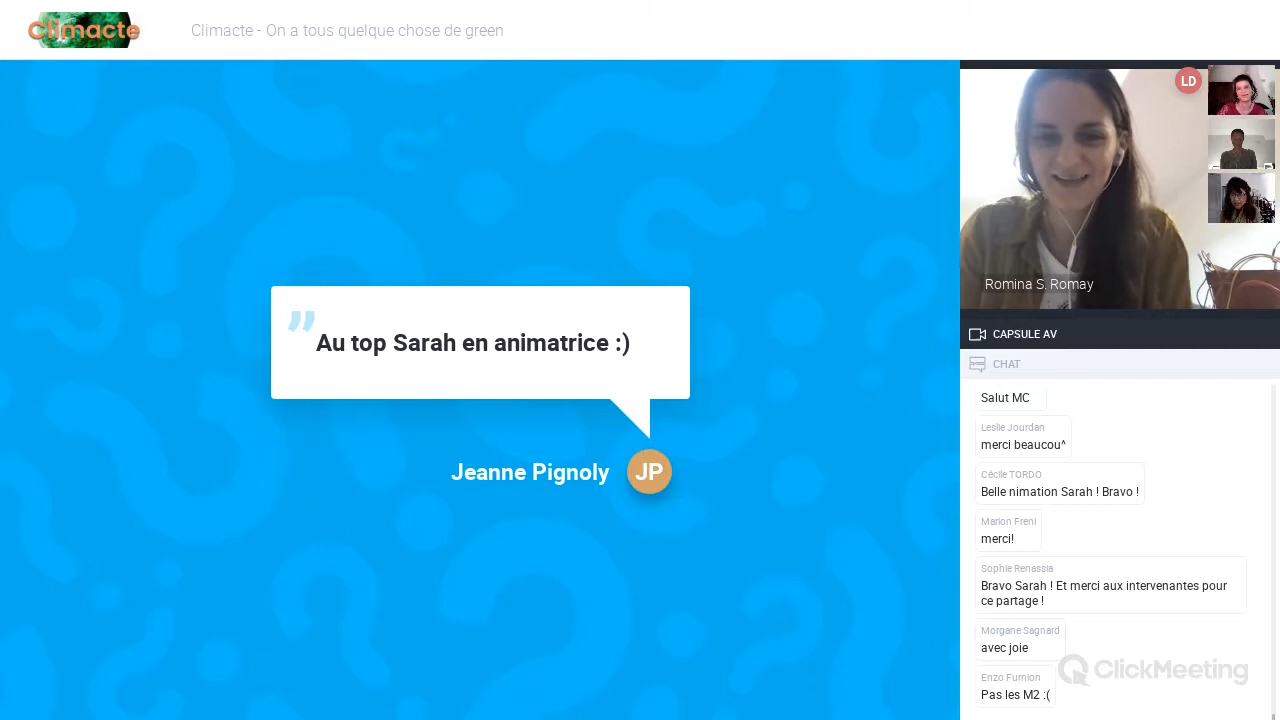 Climacte
Climacte - On a tous quelque chose de green
”
Au top Sarah en animatrice :)
Jeanne Pignoly
JP
LD
Romina S. Romay
CAPSULE AV
CHAT
Salut MC
Leslie Jourdan
merci beaucou^
Cécile TORDO
Belle nimation Sarah ! Bravo !
Marion Freni
merci!
Sophie Renassia
Bravo Sarah ! Et merci aux intervenantes pour
ce partage !
Morgane Sagnard
avec joie
Enzo Furnion
Pas les M2 :(
ClickMeeting